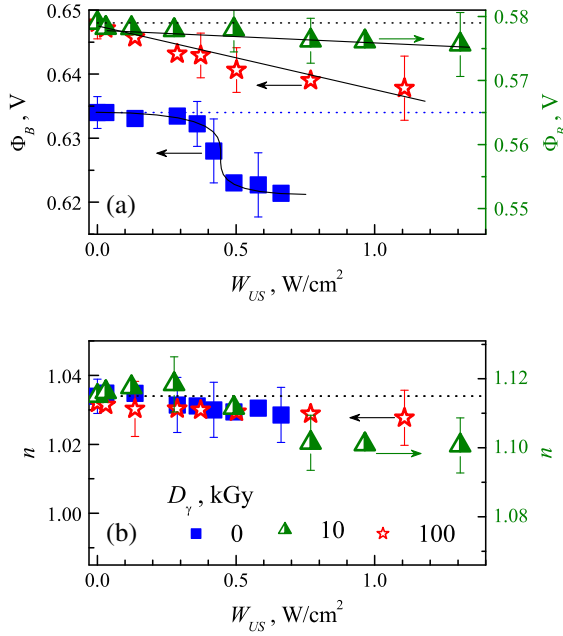 0.65
0.64
0.63
0.62
Φ_B , V
0.58
0.57
0.56
0.55
Φ_B , V
(a)
0.0 0.5 1.0
W_US , W/cm²
1.04
1.02
1.00
n
1.12
1.10
1.08
n
D_γ , kGy
(b) 0 10 100
0.0 0.5 1.0
W_US , W/cm²